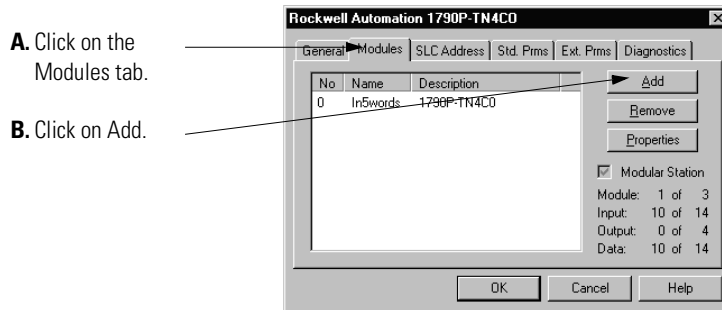 A. Click on the
Modules tab.
B. Click on Add.
Rockwell Automation 1790P-TN4C0
General Modules SLC Address Std. Prms Ext. Prms Diagnostics
No Name Description
0 In5words 1790P-TN4C0
Add
Remove
Properties
Modular Station
Module: 1 of 3
Input: 10 of 14
Output: 0 of 4
Data: 10 of 14
OK Cancel Help